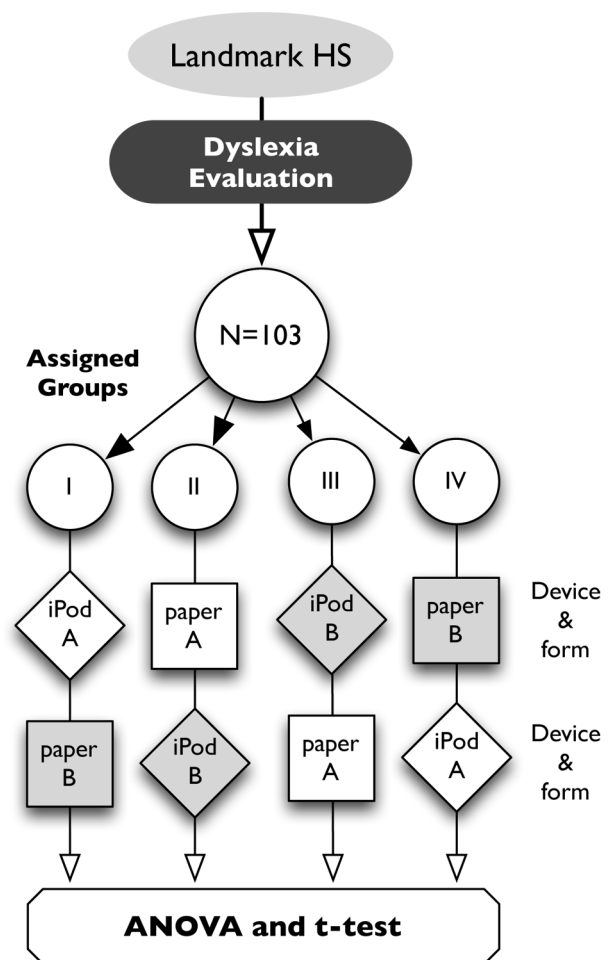 Landmark HS
Dyslexia
Evaluation
N=103
Assigned
Groups
I
II
III
IV
iPod
A
paper
A
iPod
B
paper
B
Device
&
form
paper
B
iPod
B
paper
A
iPod
A
Device
&
form
ANOVA and t-test